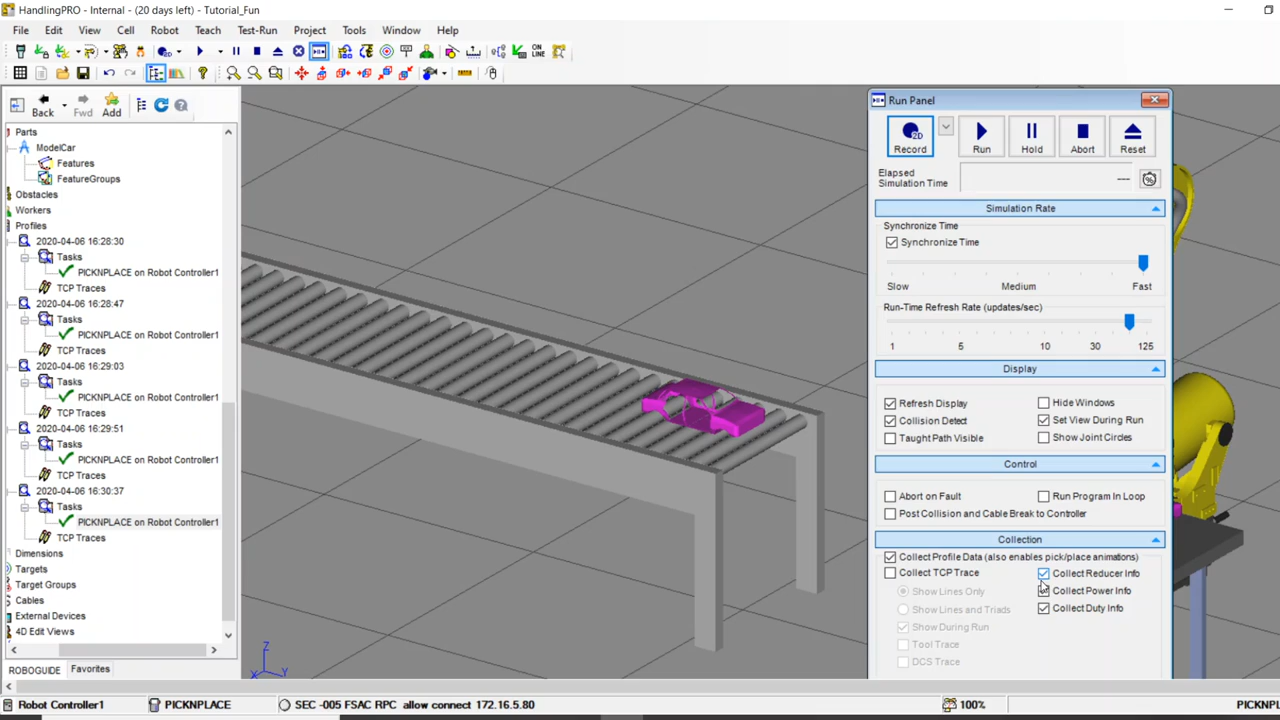 HandlingPRO - Internal - (20 days left) - Tutorial_Fun
File Edit View Cell Robot Teach Test-Run Project Tools Window Help
ON LINE
Back Fwd Add
Parts
ModelCar
Features
FeatureGroups
Obstacles
Workers
Profiles
2020-04-06 16:28:30
Tasks
PICKNPLACE on Robot Controller1
TCP Traces
2020-04-06 16:28:47
Tasks
PICKNPLACE on Robot Controller1
TCP Traces
2020-04-06 16:29:03
Tasks
PICKNPLACE on Robot Controller1
TCP Traces
2020-04-06 16:29:51
Tasks
PICKNPLACE on Robot Controller1
TCP Traces
2020-04-06 16:30:37
Tasks
PICKNPLACE on Robot Controller1
TCP Traces
Dimensions
Targets
Target Groups
Cables
External Devices
4D Edit Views
ROBOGUIDE Favorites
Z
X Y
Run Panel
2D
Record Run Hold Abort Reset
Elapsed
Simulation Time ---
Simulation Rate
Synchronize Time
Synchronize Time
Slow Medium Fast
Run-Time Refresh Rate (updates/sec)
1 5 10 30 125
Display
Refresh Display Hide Windows
Collision Detect Set View During Run
Taught Path Visible Show Joint Circles
Control
Abort on Fault Run Program In Loop
Post Collision and Cable Break to Controller
Collection
Collect Profile Data (also enables pick/place animations)
Collect TCP Trace Collect Reducer Info
Show Lines Only Collect Power Info
Show Lines and Triads Collect Duty Info
Show During Run
Tool Trace
DCS Trace
Robot Controller1 PICKNPLACE SEC -005 FSAC RPC allow connect 172.16.5.80 100% PICKN